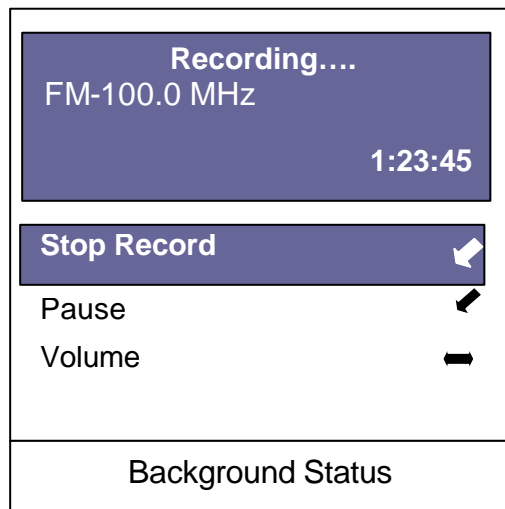 Recording....
FM-100.0 MHz
1:23:45
Stop Record
Pause
Volume
Background Status